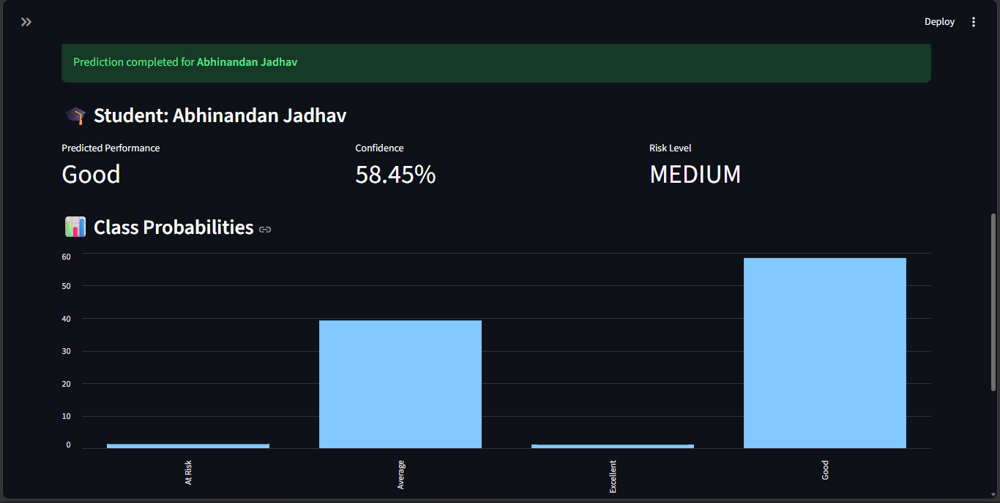 Deploy
Prediction completed for Abhinandan Jadhav
Student: Abhinandan Jadhav
Predicted Performance
Confidence
Risk Level
Good
58.45%
MEDIUM
Class Probabilities
60
50
40
30
20
10
0
At Risk
Average
Excellent
Good